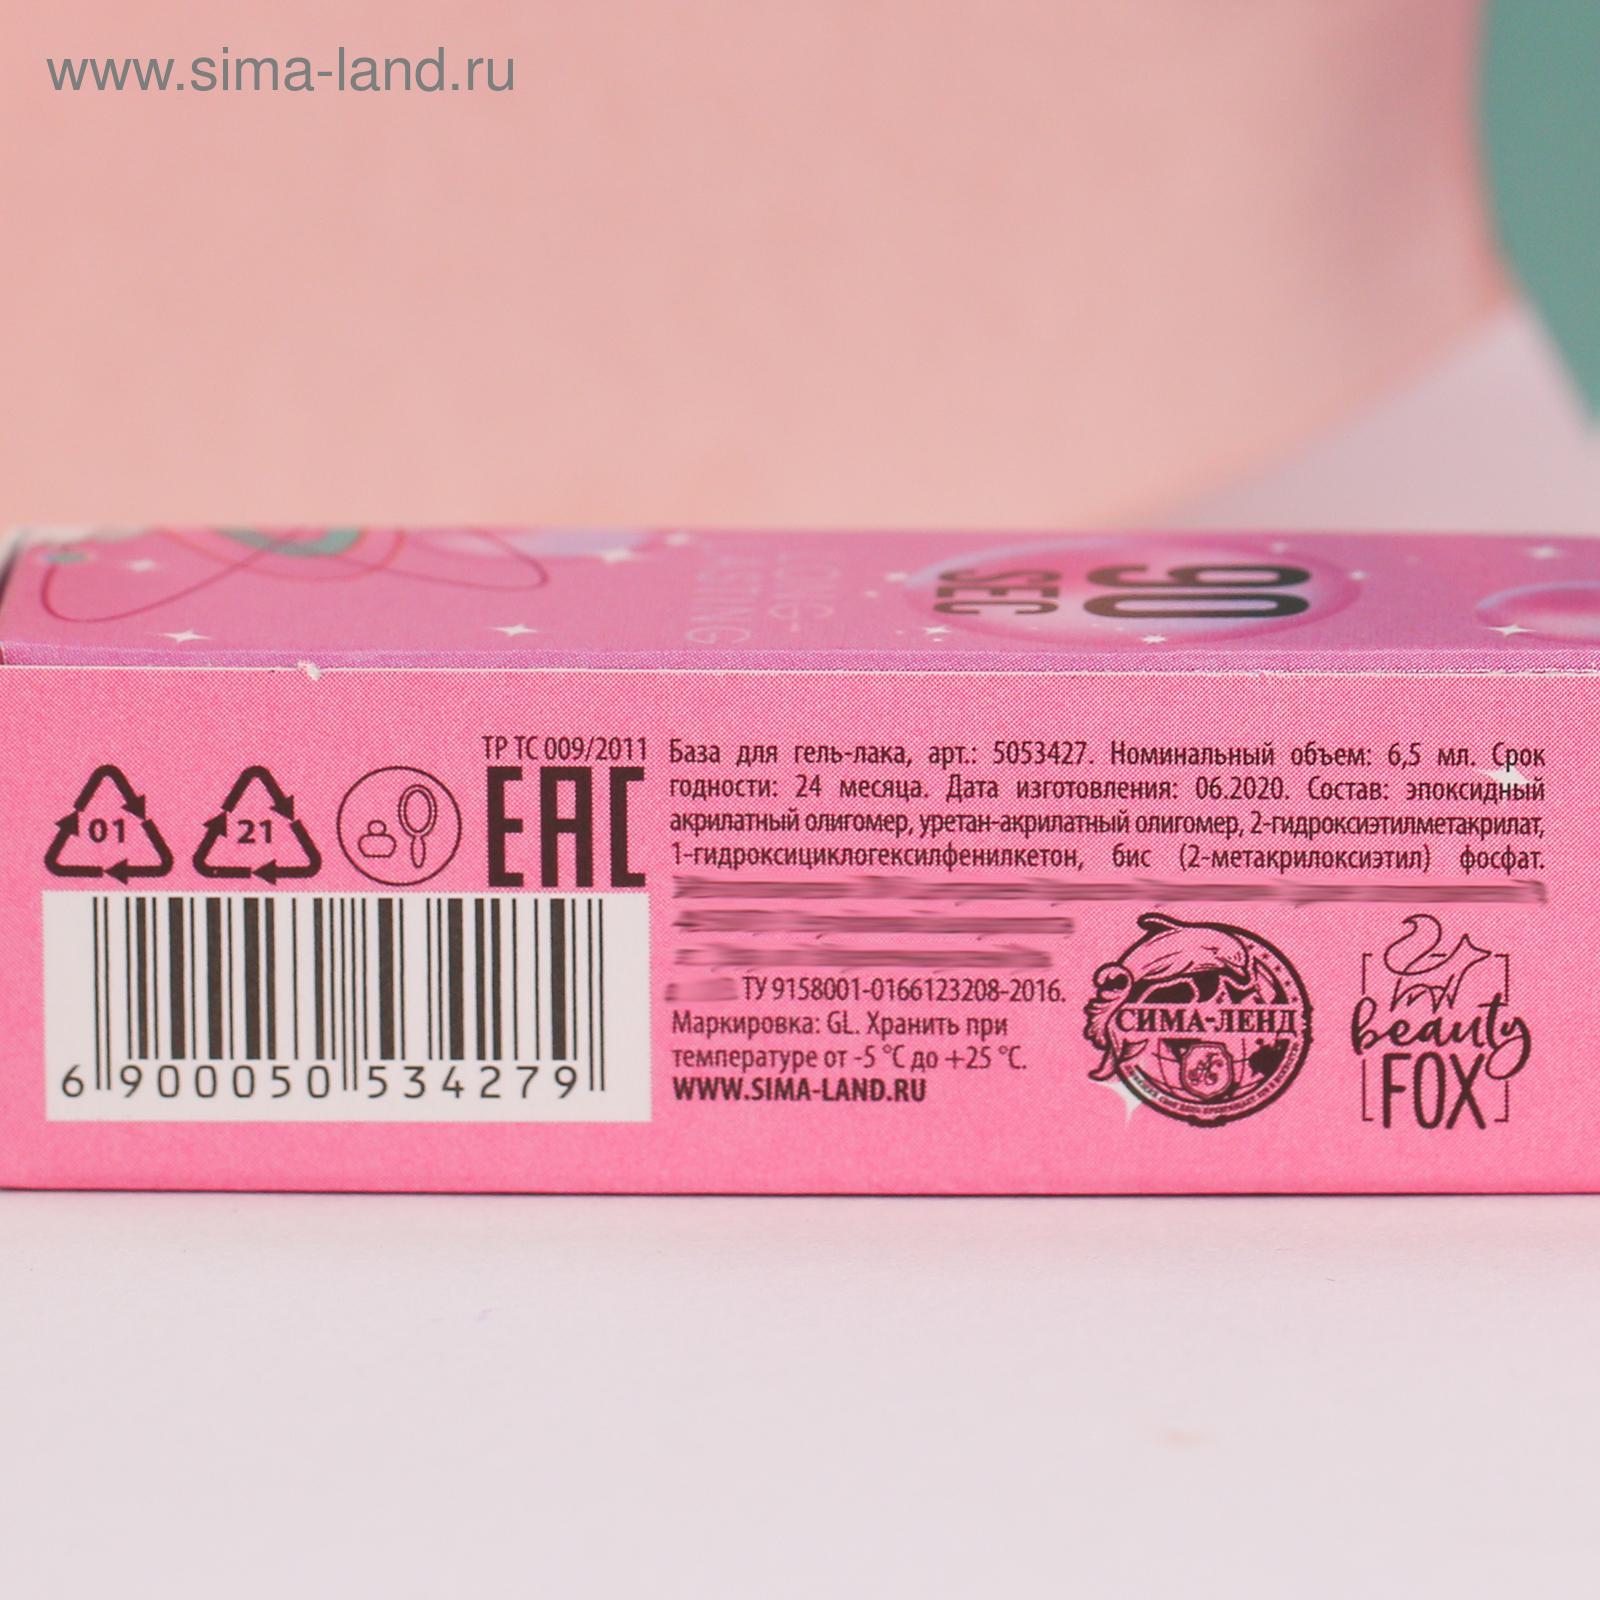 www.sima-land.ru
LONG-
LASTING
90
SEC
01
21
ТР ТС 009/2011
EAC
6 900050 534279
База для гель-лака, арт.: 5053427. Номинальный объем: 6,5 мл. Срок
годности: 24 месяца. Дата изготовления: 06.2020. Состав: эпоксидный
акрилатный олигомер, уретан-акрилатный олигомер, 2-гидроксиэтилметакрилат,
1-гидроксициклогексилфенилкетон, бис (2-метакрилоксиэтил) фосфат.
ТУ 9158001-0166123208-2016.
Маркировка: GL. Хранить при
температуре от -5 °C до +25 °C.
WWW.SIMA-LAND.RU
СИМА-ЛЕНД
beauty
FOX